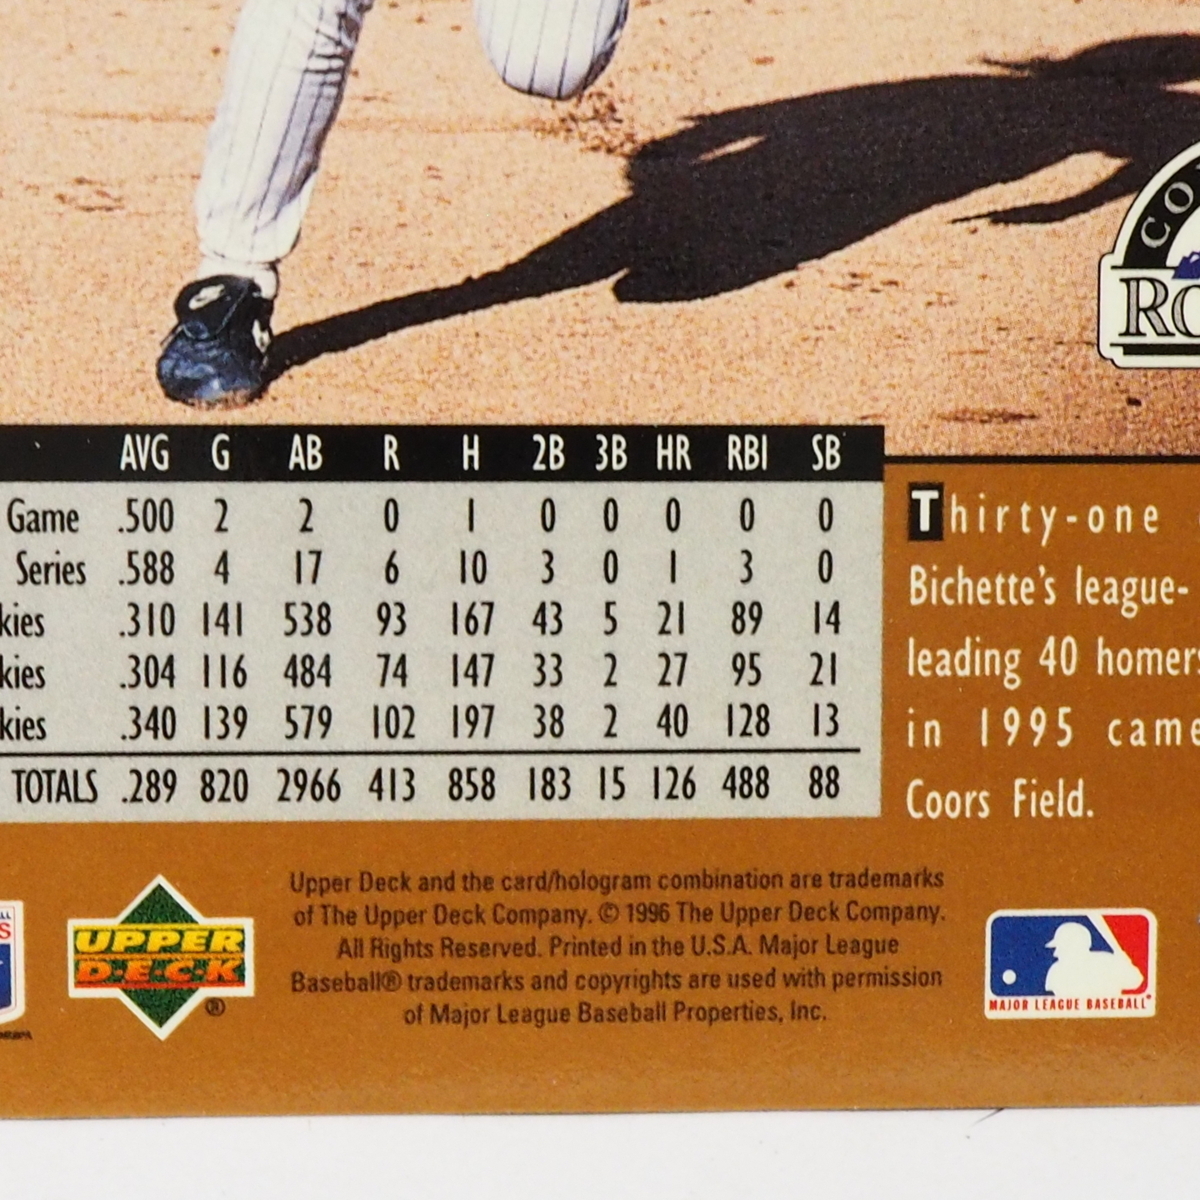 AVG G AB R H 2B 3B HR RBI SB
Game .500 2 2 0 1 0 0 0 0 0
Series .588 4 17 6 10 3 0 1 3 0
kies .310 141 538 93 167 43 5 21 89 14
kies .304 116 484 74 147 33 2 27 95 21
kies .340 139 579 102 197 38 2 40 128 13
TOTALS .289 820 2966 413 858 183 15 126 488 88
Thirty-one
Bichette's league-
leading 40 homers
in 1995 came
Coors Field.
UPPER
DECK
®
Upper Deck and the card/hologram combination are trademarks
of The Upper Deck Company. © 1996 The Upper Deck Company.
All Rights Reserved. Printed in the U.S.A. Major League
Baseball® trademarks and copyrights are used with permission
of Major League Baseball Properties, Inc.
MAJOR LEAGUE BASEBALL